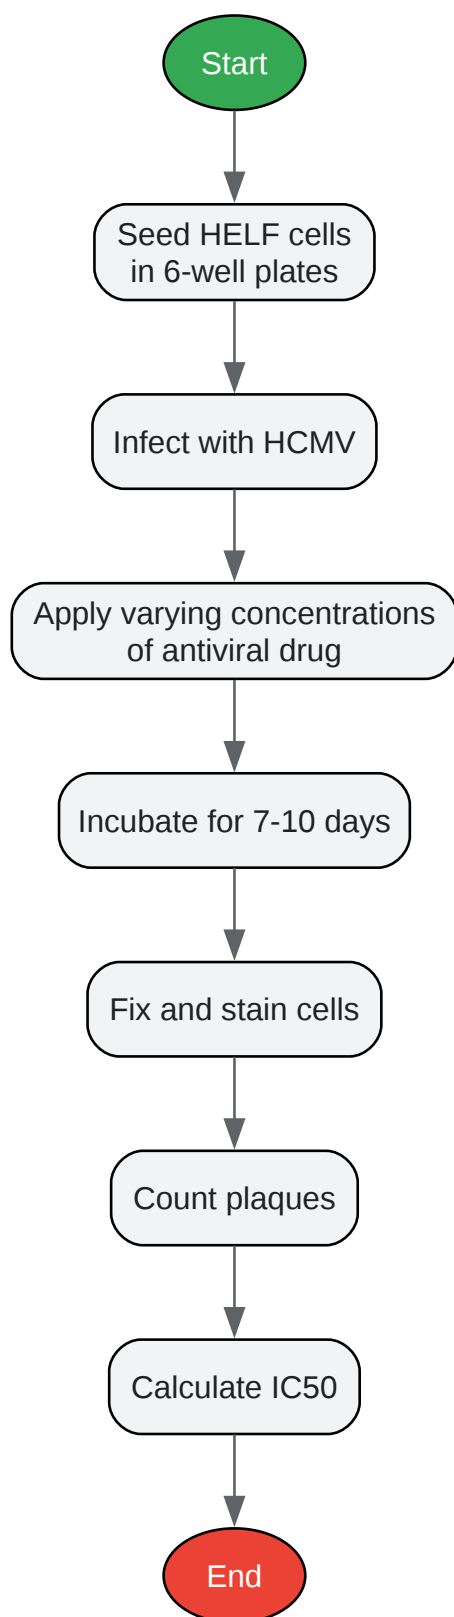 Start
Seed HELF cells
in 6-well plates
Infect with HCMV
Apply varying concentrations
of antiviral drug
Incubate for 7-10 days
Fix and stain cells
Count plaques
Calculate IC50
End